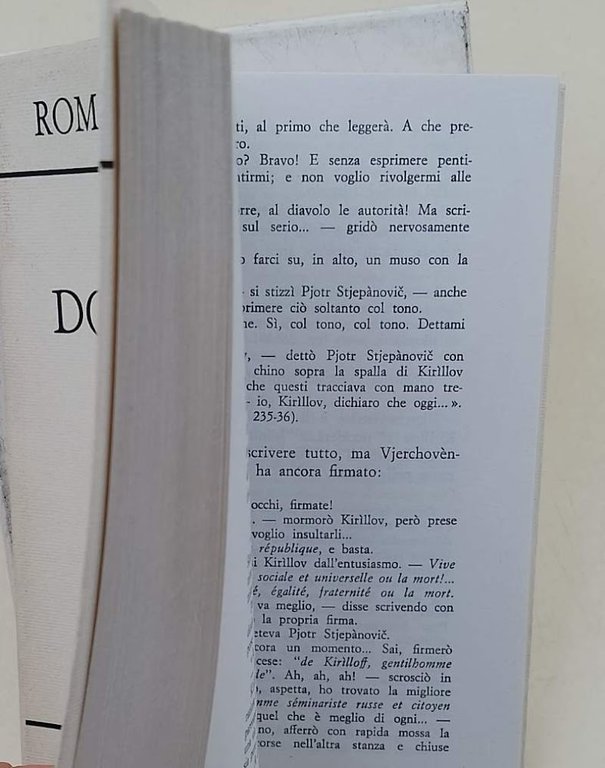 ROM
DO
ti, al primo che leggerà. A che pre-
ro.
o? Bravo! E senza esprimere penti-
ntirmi; e non voglio rivolgermi alle
rre, al diavolo le autorità! Ma scri-
sul serio... — gridò nervosamente
o farci su, in alto, un muso con la
- si stizzì Pjotr Stjepànovič, — anche
primere ciò soltanto col tono.
ne. Sì, col tono, col tono. Dettami
, — dettò Pjotr Stjepànovič con
chino sopra la spalla di Kirìllov
che questi tracciava con mano tre-
- io, Kirìllov, dichiaro che oggi... ».
235-36).
scrivere tutto, ma Vjerchovèn-
ha ancora firmato:
occhi, firmate!
. — mormorò Kirìllov, però prese
voglio insultarli...
république, e basta.
i Kirìllov dall'entusiasmo. — Vive
sociale et universelle ou la mort!...
é, égalité, fraternité ou la mort.
va meglio, — disse scrivendo con
la propria firma.
eteva Pjotr Stjepànovič.
cora un momento... Sai, firmerò
cese: "de Kirìlloff, gentilhomme
de". Ah, ah, ah! — scrosciò in
, aspetta, ho trovato la migliore
mme séminariste russe et citoyen
quel che è meglio di ogni... —
no, afferrò con rapida mossa la
corse nell'altra stanza e chiuse